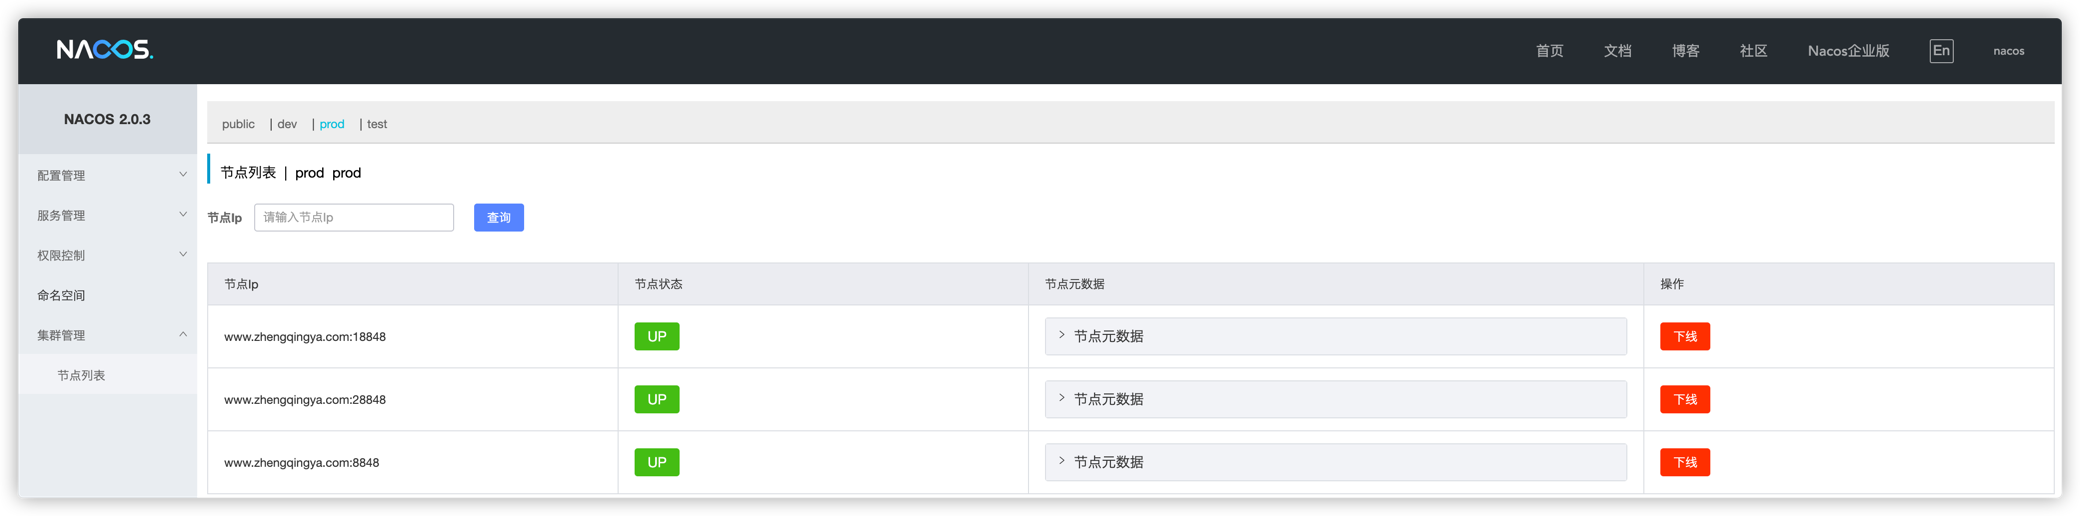 NACOS.
首页 文档 博客 社区 Nacos企业版 En nacos
NACOS 2.0.3
配置管理
服务管理
权限控制
命名空间
集群管理
节点列表
public | dev | prod | test
节点列表 | prod prod
节点Ip 请输入节点Ip 查询
节点Ip 节点状态 节点元数据 操作
www.zhengqingya.com:18848 UP 节点元数据 下线
www.zhengqingya.com:28848 UP 节点元数据 下线
www.zhengqingya.com:8848 UP 节点元数据 下线